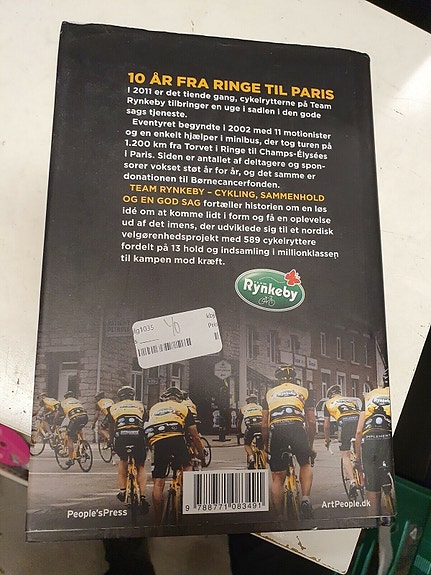 10 ÅR FRA RINGE TIL PARIS
I 2011 er det tiende gang, cykelrytterne på Team
Rynkeby tilbringer en uge i sadlen i den gode
sags tjeneste.
Eventyret begyndte i 2002 med 11 motionister
og en enkelt hjælper i minibus, der tog turen på
1.200 km fra Torvet i Ringe til Champs-Élysées
i Paris. Siden er antallet af deltagere og spon-
sorer vokset støt år for år, og det samme er
donationen til Børnecancerfonden.
TEAM RYNKEBY – CYKLING, SAMMENHOLD
OG EN GOD SAG fortæller historien om en løs
idé om at komme lidt i form og få en oplevelse
ud af det imens, der udviklede sig til et nordisk
velgørenhedsprojekt med 589 cykelryttere
fordelt på 13 hold og indsamling i millionklassen
til kampen mod kræft.
Rynkeby
40
9 788771 083491
People'sPress
ArtPeople.dk